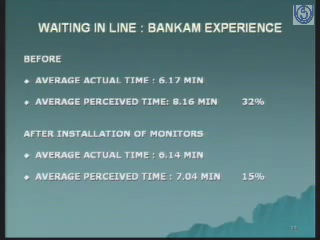 WAITING IN LINE : BANKAM EXPERIENCE
BEFORE
AVERAGE ACTUAL TIME : 6.17 MIN
AVERAGE PERCEIVED TIME: 8.16 MIN 32%
AFTER INSTALLATION OF MONITORS
AVERAGE ACTUAL TIME : 6.14 MIN
AVERAGE PERCEIVED TIME : 7.04 MIN 15%